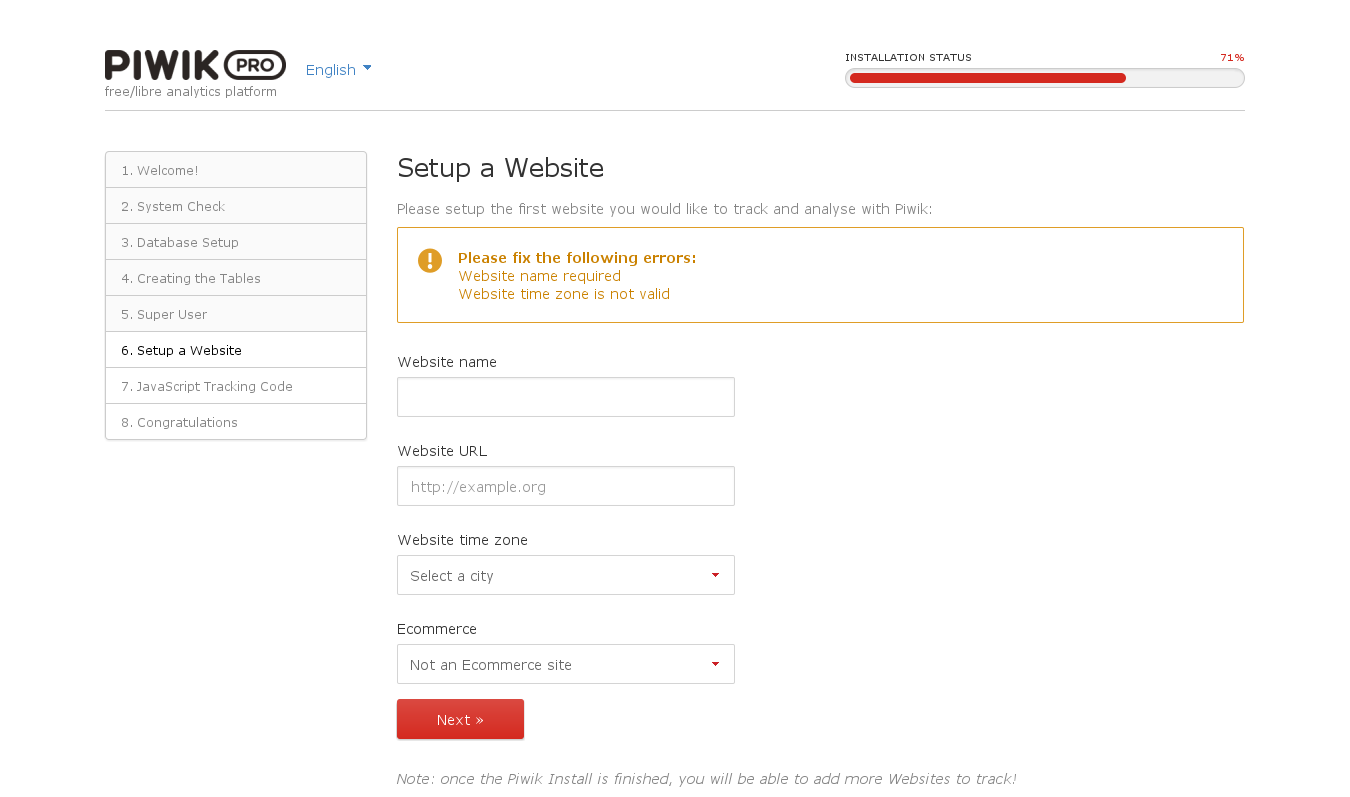 PIWIK PRO
English
free/libre analytics platform
INSTALLATION STATUS 71%
1. Welcome!
2. System Check
3. Database Setup
4. Creating the Tables
5. Super User
6. Setup a Website
7. JavaScript Tracking Code
8. Congratulations
Setup a Website
Please setup the first website you would like to track and analyse with Piwik:
Please fix the following errors:
Website name required
Website time zone is not valid
Website name
Website URL
http://example.org
Website time zone
Select a city
Ecommerce
Not an Ecommerce site
Next »
Note: once the Piwik Install is finished, you will be able to add more Websites to track!